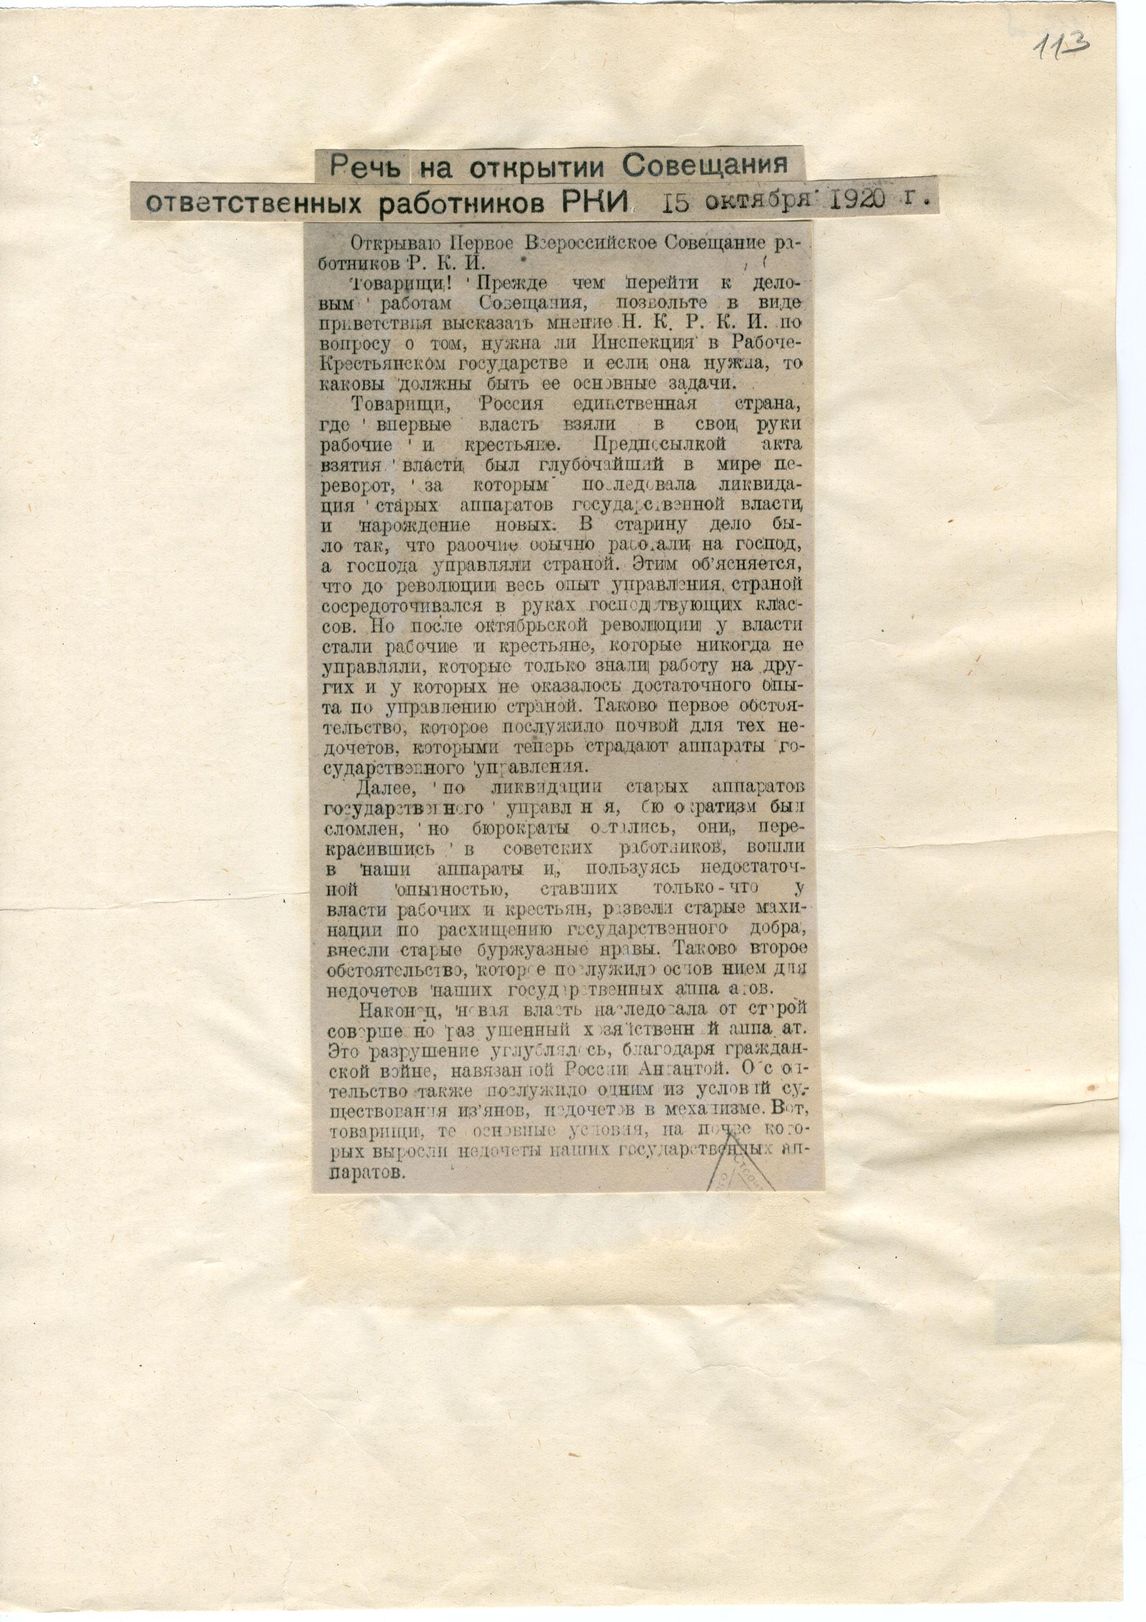 113
Речь на открытии Совещания
ответственных работников РКИ 15 октября 1920 г.
Открываю Первое Всероссийское Совещание ра-
ботников Р. К. И.
Товарищи! Прежде чем перейти к дело-
вым работам Совещания, позвольте в виде
приветствия высказать мнение Н. К. Р. К. И. по
вопросу о том, нужна ли Инспекция в Рабоче-
Крестьянском государстве и если она нужна, то
каковы должны быть ее основные задачи.
Товарищи, Россия единственная страна,
где впервые власть взяли в свои руки
рабочие и крестьяне. Предпосылкой акта
взятия власти был глубочайший в мире пе-
реворот, за которым последовала ликвида-
ция старых аппаратов государственной власти
и нарождение новых. В старину дело бы-
ло так, что рабочие обычно работали на господ,
а господа управляли страной. Этим об'ясняется,
что до революции весь опыт управления страной
сосредоточивался в руках господствующих клас-
сов. Но после октябрьской революции у власти
стали рабочие и крестьяне, которые никогда не
управляли, которые только знали работу на дру-
гих и у которых не оказалось достаточного опы-
та по управлению страной. Таково первое обстоя-
тельство, которое послужило почвой для тех не-
дочетов, которыми теперь страдают аппараты го-
сударственного управления.
Далее, по ликвидации старых аппаратов
государственного управления, бюрократизм был
сломлен, но бюрократы остались, они, пере-
красившись в советских работников, вошли
в наши аппараты и, пользуясь недостаточ-
ной опытностью, ставших только-что у
власти рабочих и крестьян, развели старые махи-
нации по расхищению государственного добра,
внесли старые буржуазные нравы. Таково второе
обстоятельство, которое послужило основанием для
недочетов наших государственных аппаратов.
Наконец, новая власть наследовала от старой
совершенно разрушенный хозяйственный аппарат.
Это разрушение углублялось, благодаря граждан-
ской войне, навязанной России Антантой. Обстоя-
тельство также послужило одним из условий су-
ществования из'янов, недочетов в механизме. Вот,
товарищи, те основные условия, на почве кото-
рых выросли недочеты наших государственных ап-
паратов.